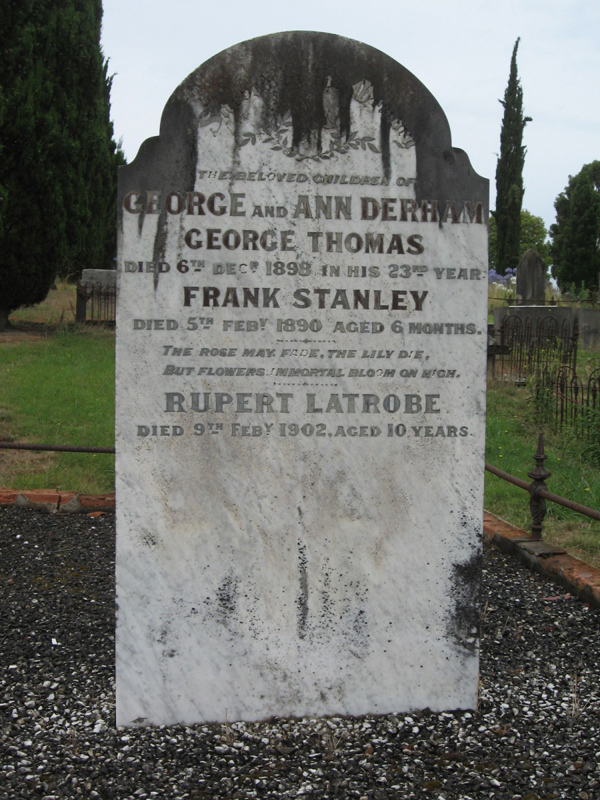 THE BELOVED CHILDREN OF
GEORGE AND ANN DERHAM
GEORGE THOMAS
DIED 6TH DECR 1898 IN HIS 23RD YEAR
FRANK STANLEY
DIED 5TH FEBY 1890 AGED 6 MONTHS.
THE ROSE MAY FADE, THE LILY DIE,
BUT FLOWERS IMMORTAL BLOOM ON HIGH.
RUPERT LATROBE
DIED 9TH FEBY 1902, AGED 10 YEARS.